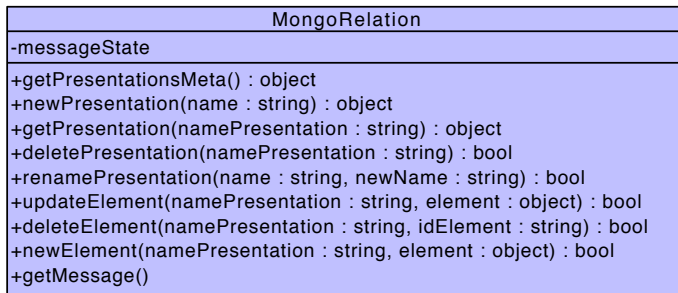 MongoRelation
-messageState
+getPresentationsMeta() : object
+newPresentation(name : string) : object
+getPresentation(namePresentation : string) : object
+deletePresentation(namePresentation : string) : bool
+renamePresentation(name : string, newName : string) : bool
+updateElement(namePresentation : string, element : object) : bool
+deleteElement(namePresentation : string, idElement : string) : bool
+newElement(namePresentation : string, element : object) : bool
+getMessage()